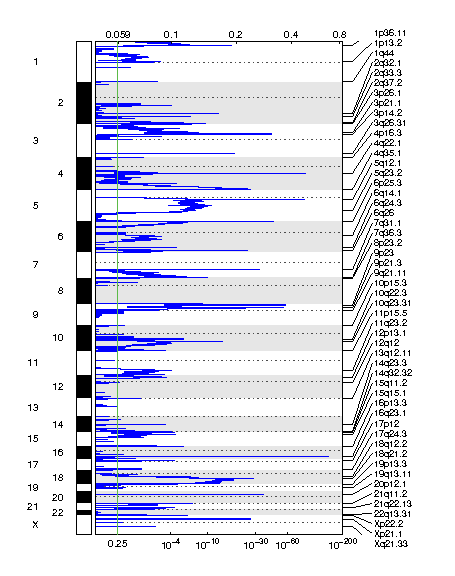 0.059 0.1 0.2 0.4 0.8
1
2
3
4
5
6
7
8
9
10
11
12
13
14
15
16
17
18
19
20
21
22
X
1p36.11
1p13.2
1q44
2q32.1
2q33.3
2q37.2
3p26.1
3p21.1
3p14.2
3q26.31
4p16.3
4q22.1
4q35.1
5q12.1
5q23.2
6p25.3
6q14.1
6q24.3
6q26
7q31.1
7q36.3
8p23.2
9p23
9p21.3
9q21.11
10p15.3
10q22.3
10q23.31
11p15.5
11q23.2
12p13.1
12q12
13q12.11
14q23.3
14q32.32
15q11.2
15q15.1
16p13.3
16q23.1
17p12
17q24.3
18q12.2
18q21.2
19p13.3
19q13.11
20p12.1
21q11.2
21q22.13
22q13.31
Xp22.2
Xp21.1
Xq21.33
0.25 10⁻⁴ 10⁻¹⁰ 10⁻³⁰ 10⁻⁶⁰ 10⁻²⁰⁰